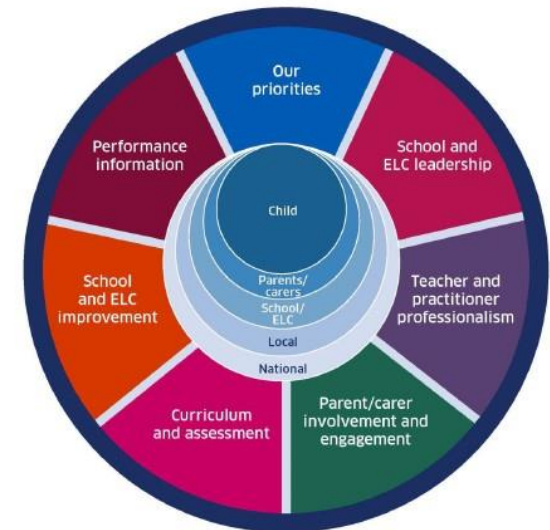 Our
priorities
School and
ELC leadership
Teacher and
practitioner
professionalism
Parent/carer
involvement and
engagement
Curriculum
and assessment
School
and ELC
improvement
Performance
information
Child
Parents/
carers
School/
ELC
Local
National